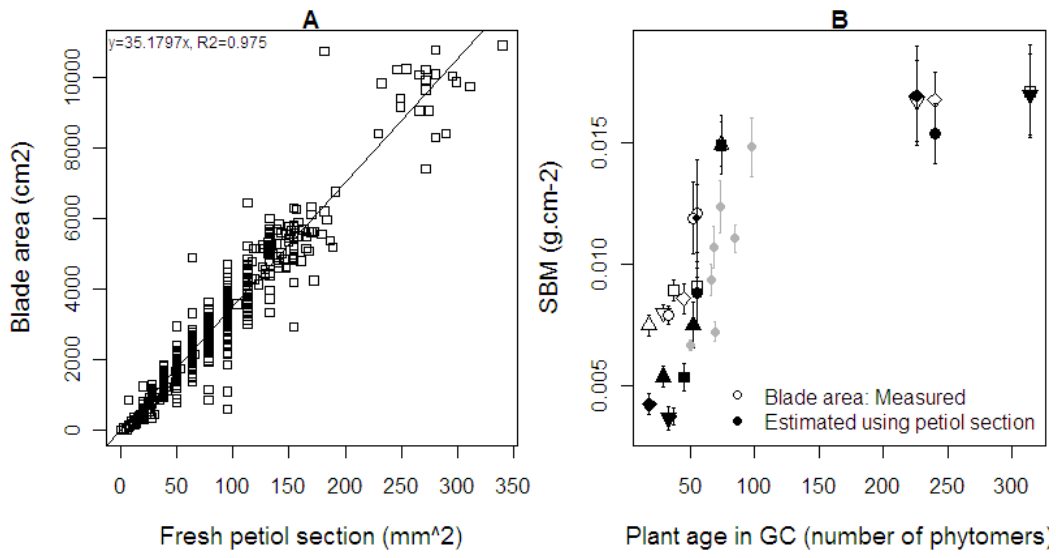 A
y=35.1797x, R2=0.975
Blade area (cm2)
10000
8000
6000
4000
2000
0
0 50 100 150 200 250 300 350
Fresh petiol section (mm^2)
B
SBM (g.cm-2)
0.015
0.010
0.005
Blade area: Measured
Estimated using petiol section
50 100 150 200 250 300
Plant age in GC (number of phytomers)